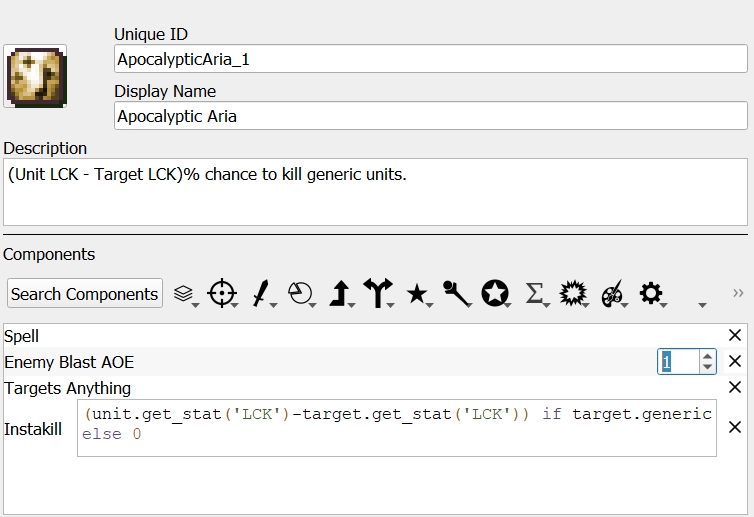 Unique ID
ApocalypticAria_1
Display Name
Apocalyptic Aria
Description
(Unit LCK - Target LCK)% chance to kill generic units.
Components
Search Components
Spell
Enemy Blast AOE 1
Targets Anything
Instakill
(unit.get_stat('LCK')-target.get_stat('LCK')) if target.generic
else 0